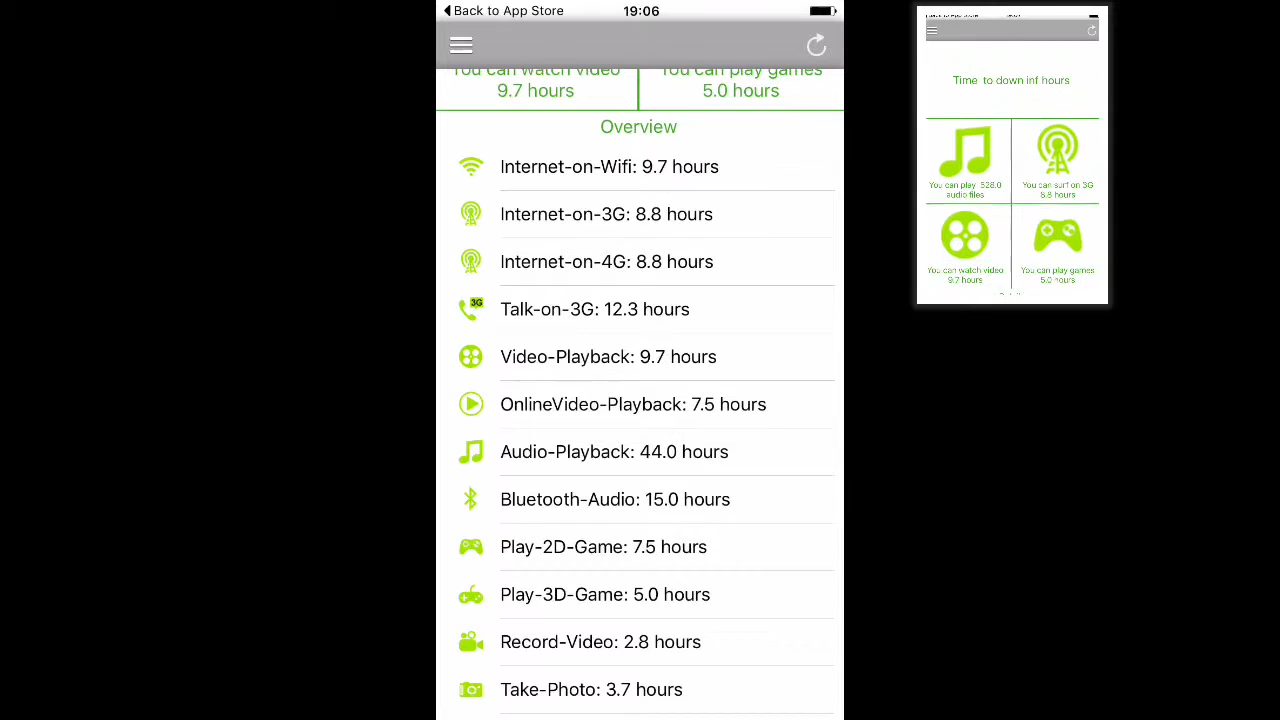 Back to App Store
19:06
You can watch video
9.7 hours
You can play games
5.0 hours
Overview
Internet-on-Wifi: 9.7 hours
Internet-on-3G: 8.8 hours
Internet-on-4G: 8.8 hours
3G
Talk-on-3G: 12.3 hours
Video-Playback: 9.7 hours
OnlineVideo-Playback: 7.5 hours
Audio-Playback: 44.0 hours
Bluetooth-Audio: 15.0 hours
Play-2D-Game: 7.5 hours
Play-3D-Game: 5.0 hours
Record-Video: 2.8 hours
Take-Photo: 3.7 hours
Time to down inf hours
You can play 528.0
audio files
You can surf on 3G
8.8 hours
You can watch video
9.7 hours
You can play games
5.0 hours